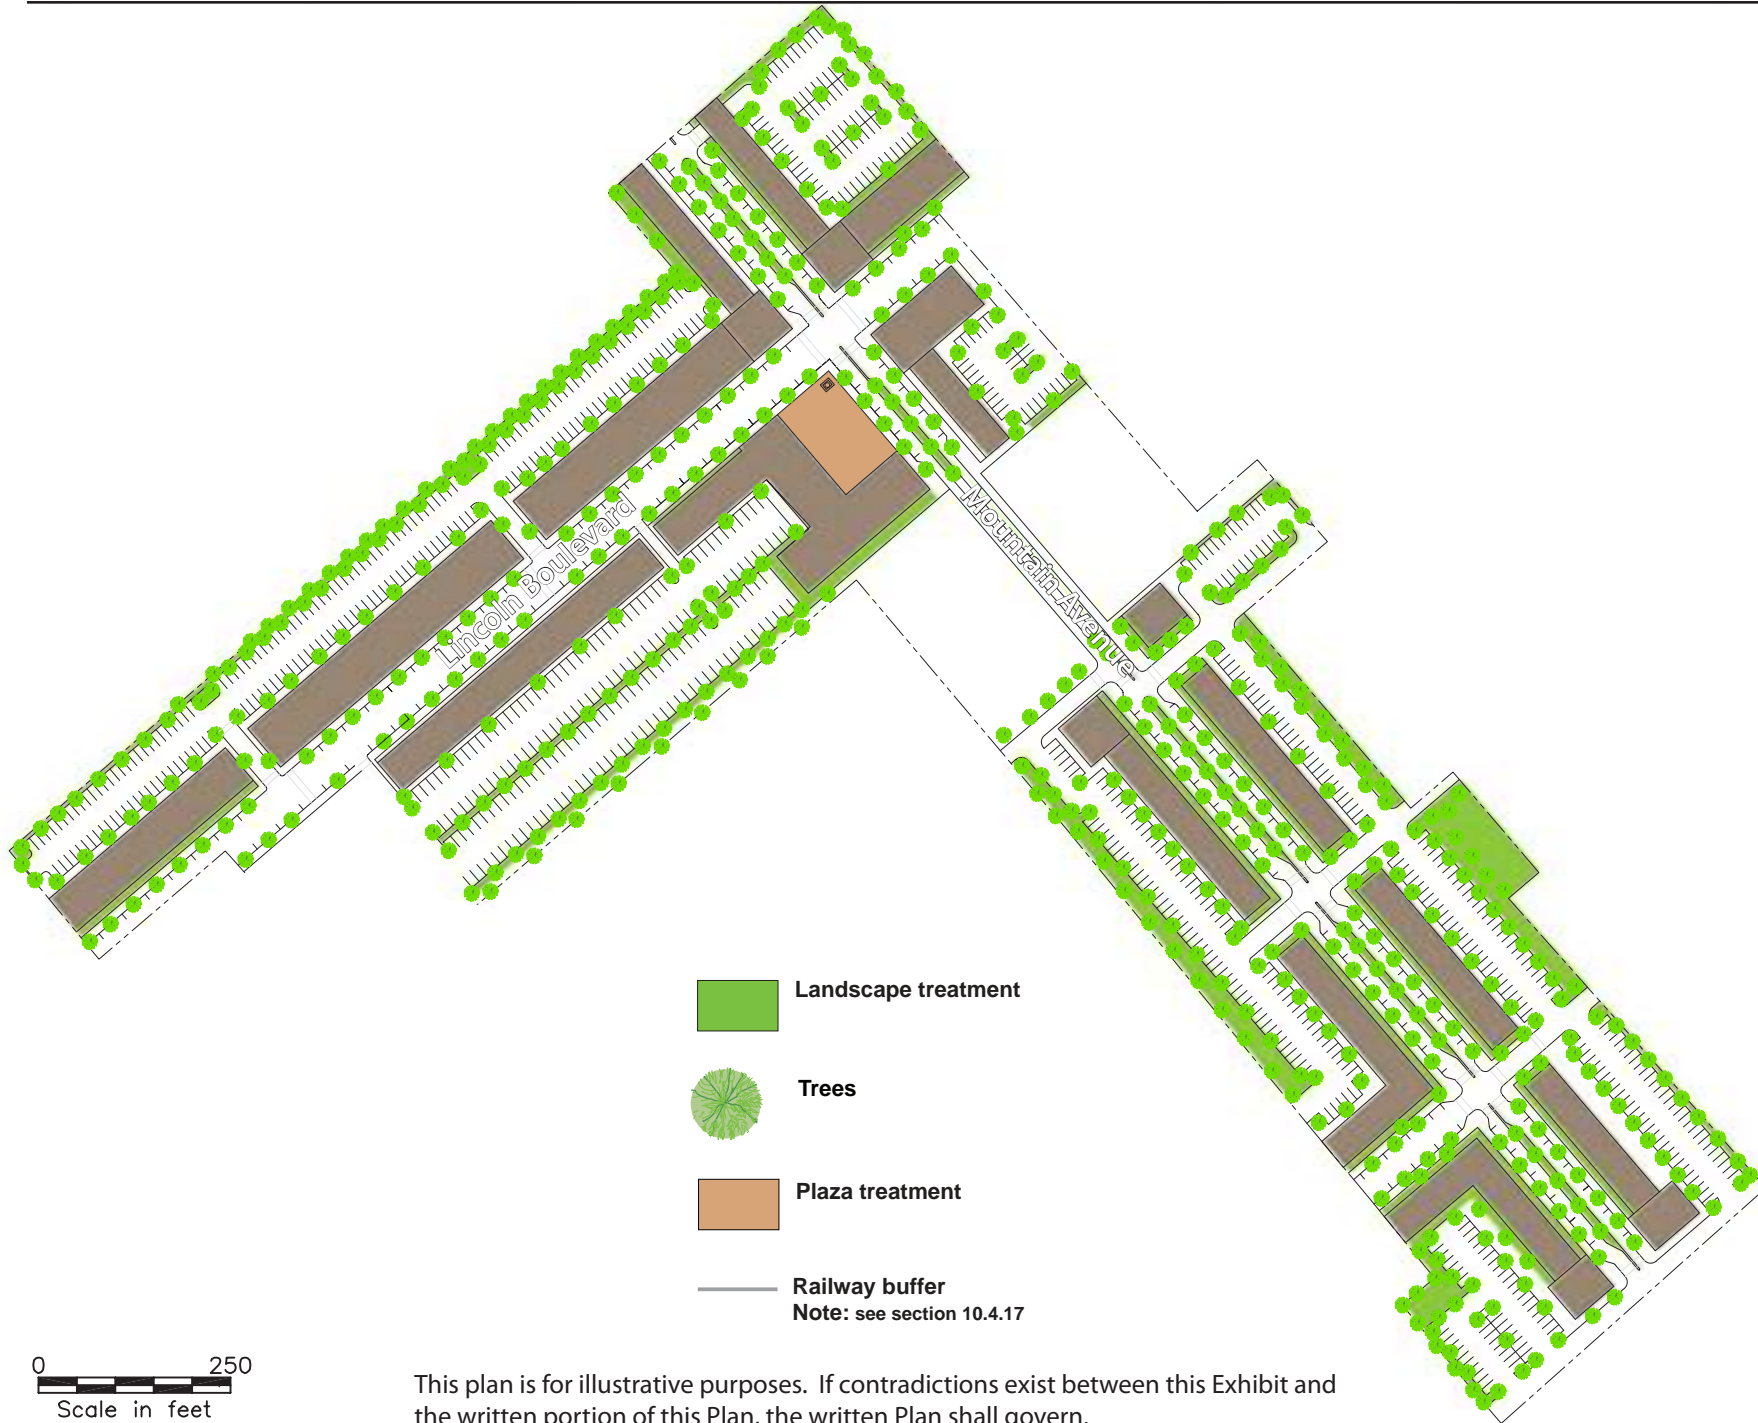 Lincoln Boulevard
Mountain Avenue
Landscape treatment
Trees
Plaza treatment
Railway buffer
Note: see section 10.4.17
0 250
Scale in feet
This plan is for illustrative purposes. If contradictions exist between this Exhibit and
the written portion of this Plan, the written Plan shall govern.